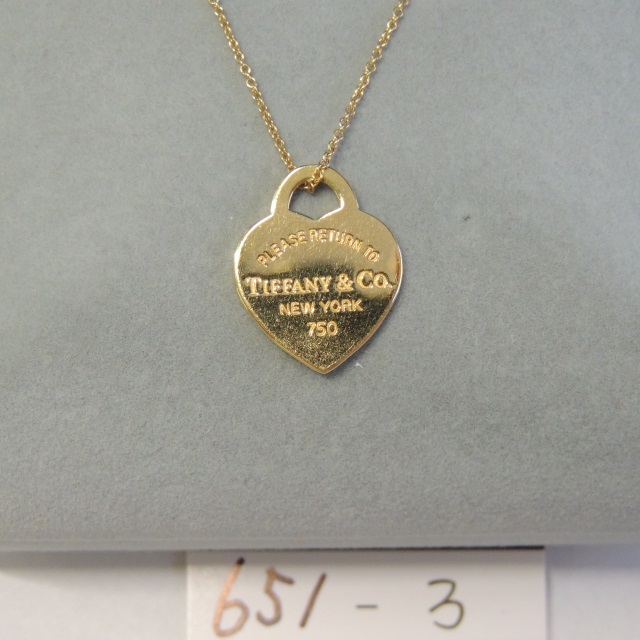 PLEASE RETURN TO
TIFFANY & CO.
NEW YORK
750
651 - 3